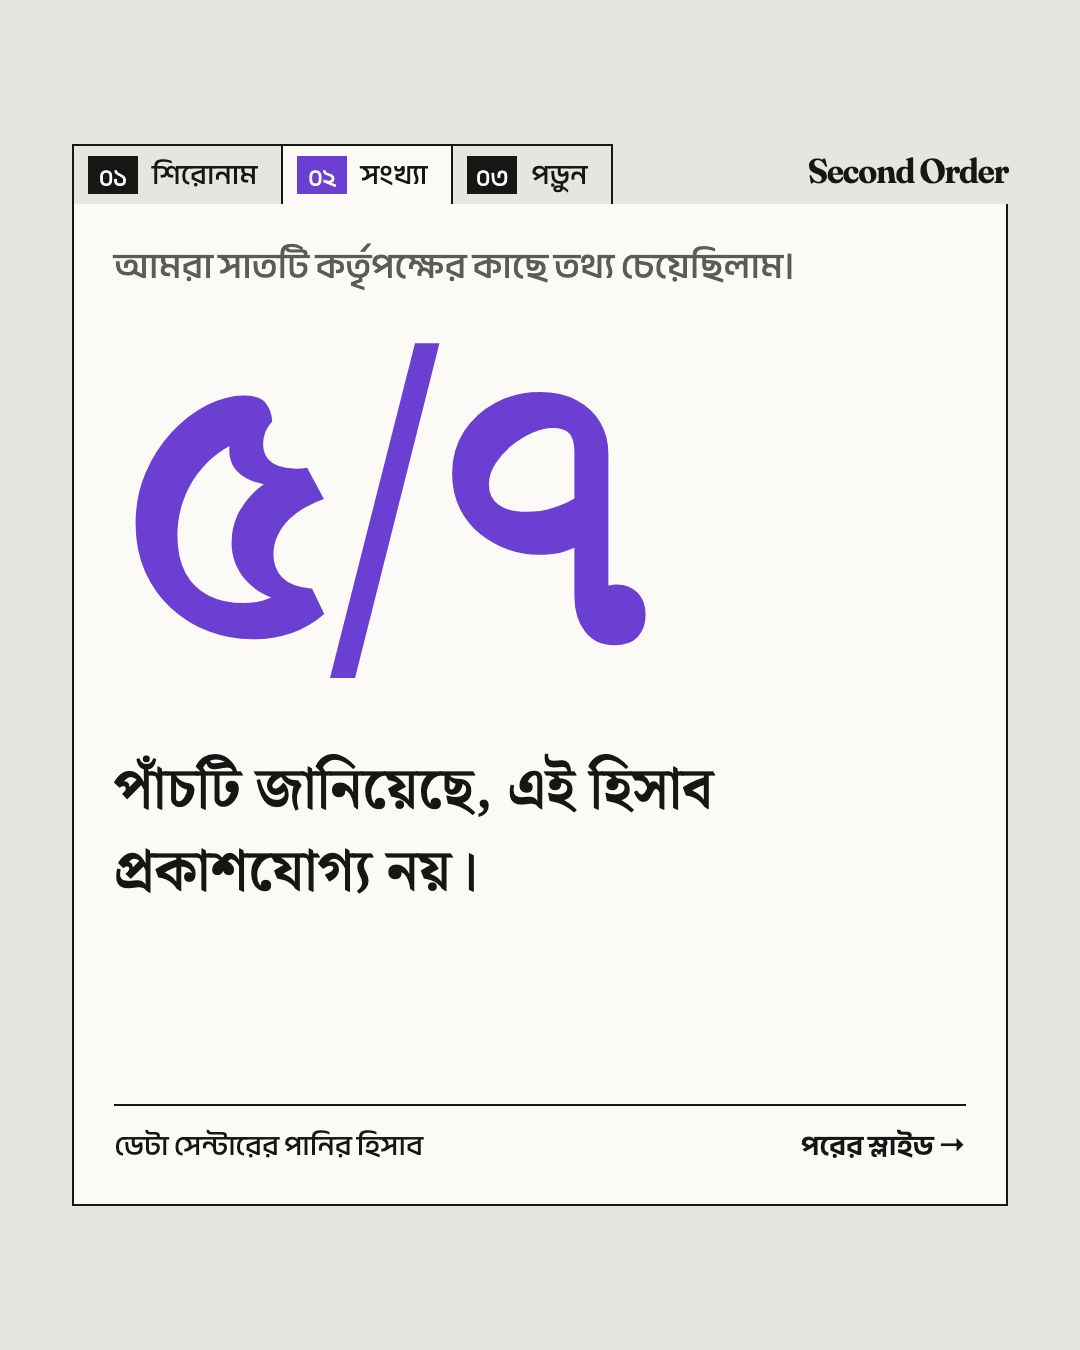 ০১ শিরোনাম ০২ সংখ্যা ০৩ পড়ুন Second Order
আমরা সাতটি কর্তৃপক্ষের কাছে তথ্য চেয়েছিলাম।
৫/৭
পাঁচটি জানিয়েছে, এই হিসাব
প্রকাশযোগ্য নয়।
ডেটা সেন্টারের পানির হিসাব পরের স্লাইড →